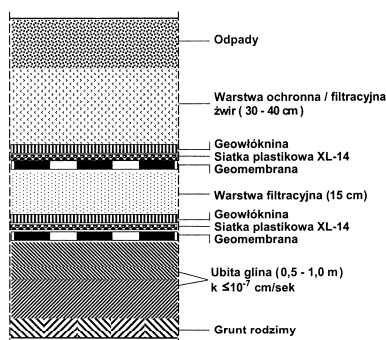 Odpady
Warstwa ochronna / filtracyjna
żwir ( 30 - 40 cm )
Geowłóknina
Siatka plastikowa XL-14
Geomembrana
Warstwa filtracyjna (15 cm)
Geowłóknina
Siatka plastikowa XL-14
Geomembrana
Ubita glina ( 0,5 - 1,0 m )
k ≤10⁻⁷ cm/sek
Grunt rodzimy